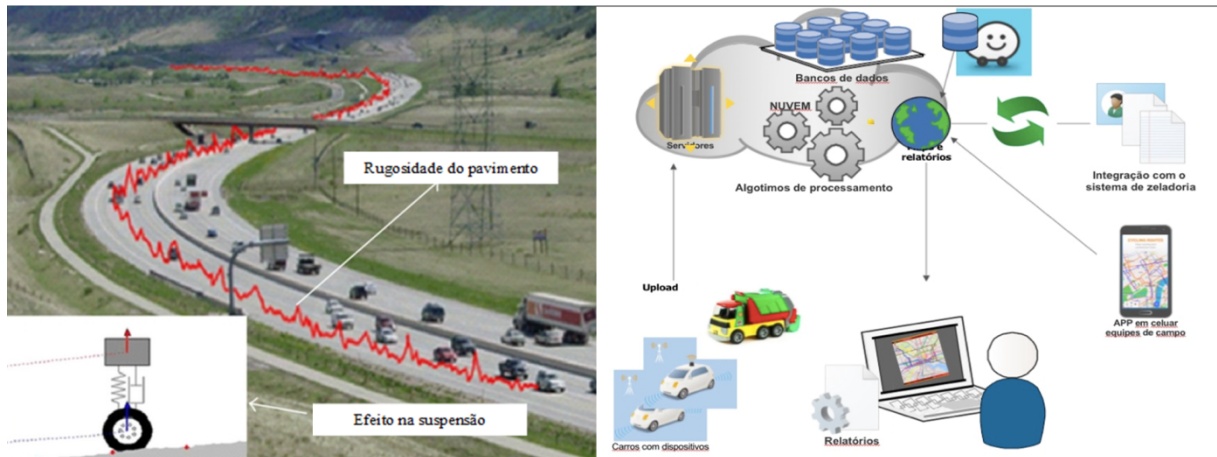 Rugosidade do pavimento
Efeito na suspensão
Bancos de dados
NUVEM
Servidores
relatórios
Algotimos de processamento
Integração com o
sistema de zeladoria
Upload
APP em celuar
equipes de campo
Carros com dispositivos
Relatórios